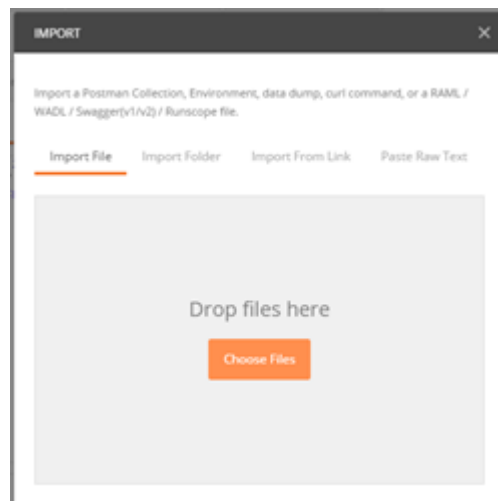 IMPORT
Import a Postman Collection, Environment, data dump, curl command, or a RAML /
WADL / Swagger(v1/v2) / Runscope file.
Import File Import Folder Import From Link Paste Raw Text
Drop files here
Choose Files